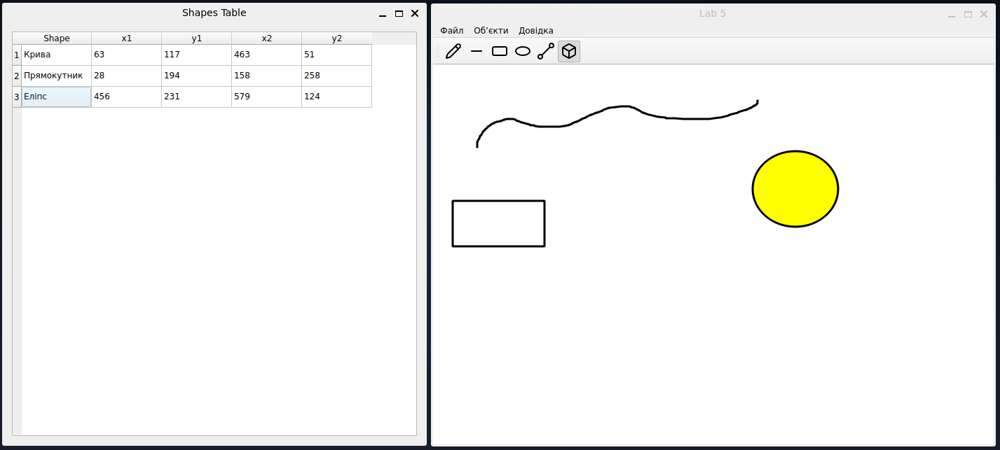 Shapes Table
Shape x1 y1 x2 y2
1 Крива 63 117 463 51
2 Прямокутник 28 194 158 258
3 Еліпс 456 231 579 124
Lab 5
Файл Об’єкти Довідка